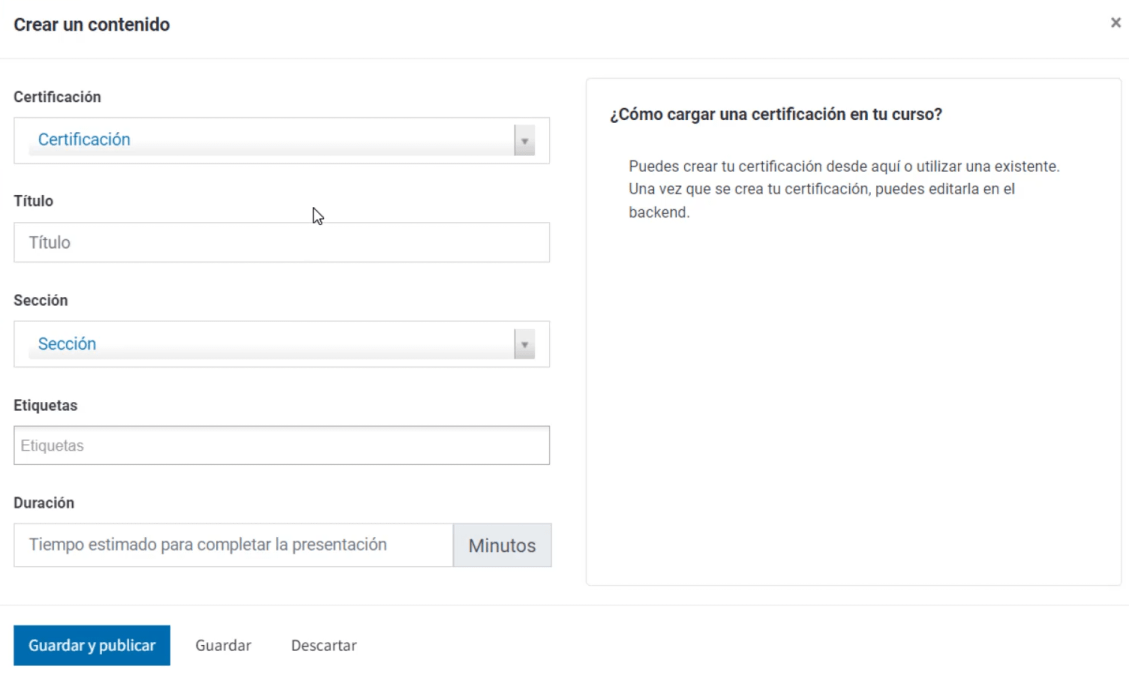 Crear un contenido
×
Certificación
Certificación
Título
Título
Sección
Sección
Etiquetas
Etiquetas
Duración
Tiempo estimado para completar la presentación
Minutos
¿Cómo cargar una certificación en tu curso?
Puedes crear tu certificación desde aquí o utilizar una existente.
Una vez que se crea tu certificación, puedes editarla en el
backend.
Guardar y publicar
Guardar
Descartar